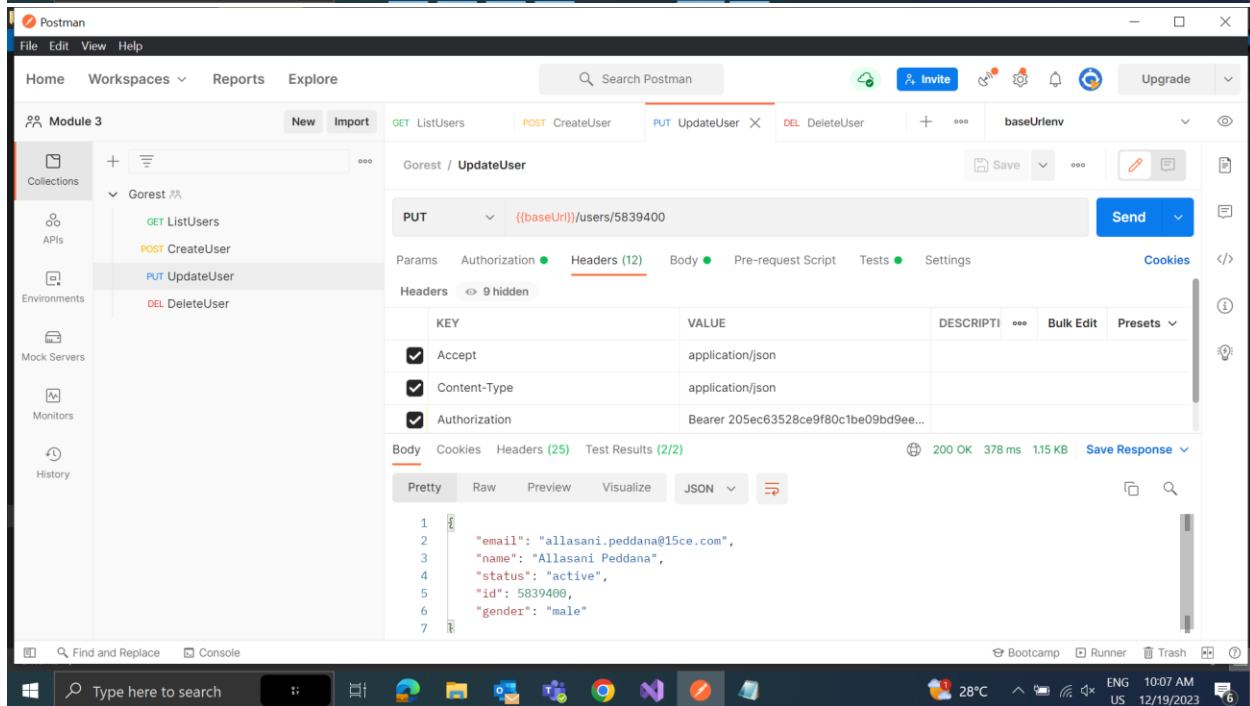 Postman
File Edit View Help
Home Workspaces Reports Explore Search Postman Invite Upgrade
Module 3 New Import GET ListUsers POST CreateUser PUT UpdateUser DEL DeleteUser baseUrlenv
Collections
APIs
Environments
Mock Servers
Monitors
History
Gorest
GET ListUsers
POST CreateUser
PUT UpdateUser
DEL DeleteUser
Gorest / UpdateUser Save
PUT {{baseUrl}}/users/5839400 Send
Params Authorization Headers (12) Body Pre-request Script Tests Settings Cookies
Headers 9 hidden
KEY VALUE DESCRIPTI Bulk Edit Presets
Accept application/json
Content-Type application/json
Authorization Bearer 205ec63528ce9f80c1be09bd9ee...
Body Cookies Headers (25) Test Results (2/2) 200 OK 378 ms 1.15 KB Save Response
Pretty Raw Preview Visualize JSON
1 {
2 "email": "allasani.peddana@15ce.com",
3 "name": "Allasani Peddana",
4 "status": "active",
5 "id": 5839400,
6 "gender": "male"
7 }
Find and Replace Console Bootcamp Runner Trash
Type here to search 28°C ENG 10:07 AM
US 12/19/2023 6